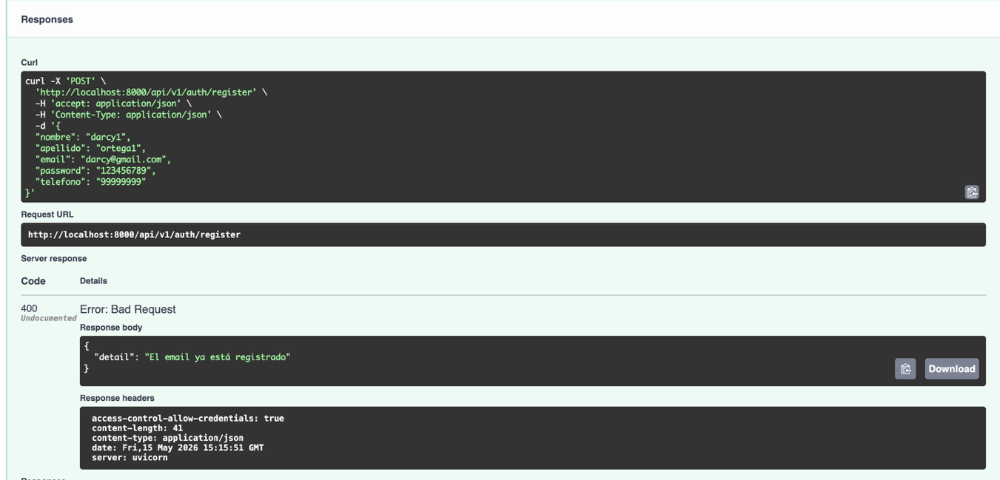 Responses
Curl
curl -X 'POST' \
'http://localhost:8000/api/v1/auth/register' \
-H 'accept: application/json' \
-H 'Content-Type: application/json' \
-d '{
"nombre": "darcy1",
"apellido": "ortega1",
"email": "darcy@gmail.com",
"password": "123456789",
"telefono": "99999999"
}'
Request URL
http://localhost:8000/api/v1/auth/register
Server response
Code Details
400 Error: Bad Request
Undocumented
Response body
{
"detail": "El email ya está registrado"
}
Download
Response headers
access-control-allow-credentials: true
content-length: 41
content-type: application/json
date: Fri,15 May 2026 15:15:51 GMT
server: uvicorn
Responses